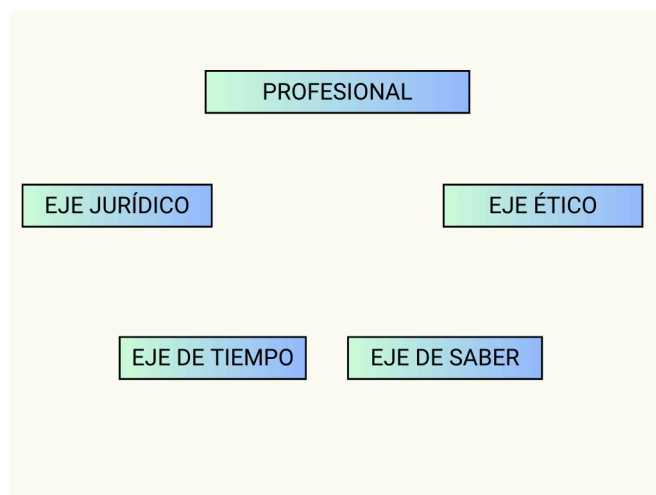 PROFESIONAL
EJE JURÍDICO
EJE ÉTICO
EJE DE TIEMPO
EJE DE SABER